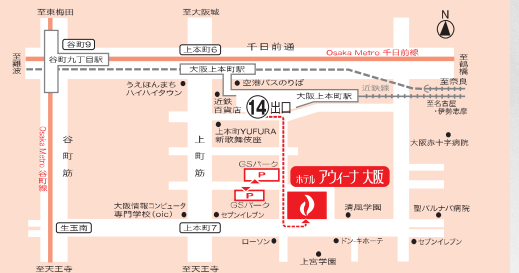 至東梅田
至大阪城
N
谷町9
上本町6
千日前通
Osaka Metro 千日前線
至難波
谷町九丁目駅
大阪上本町駅
至鶴橋
至奈良
うえほんまち
ハイハイタウン
空港バスのりば
近鉄線
近鉄
百貨店
14出口
大阪上本町駅
至名古屋
・伊勢志摩
Osaka Metro 谷町線
谷町筋
上町筋
上本町YUFURA
新歌舞伎座
大阪赤十字病院
GSパーク
P
P
GSパーク
ホテル アウィーナ 大阪
大阪情報コンピュータ
専門学校(oic)
セブンイレブン
清風学園
聖バルナバ病院
生玉南
上本町7
ローソン
ドン・キホーテ
セブンイレブン
上宮学園
至天王寺
至天王寺